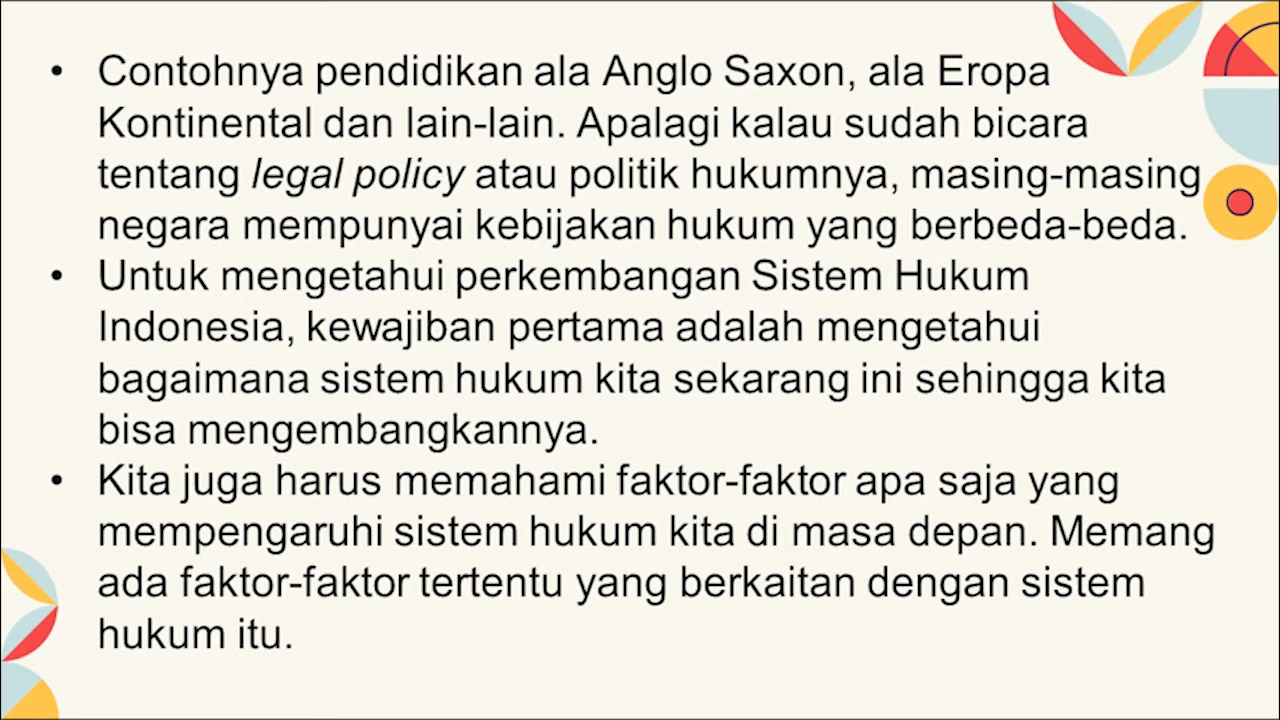 • Contohnya pendidikan ala Anglo Saxon, ala Eropa
Kontinental dan lain-lain. Apalagi kalau sudah bicara
tentang legal policy atau politik hukumnya, masing-masing
negara mempunyai kebijakan hukum yang berbeda-beda.
• Untuk mengetahui perkembangan Sistem Hukum
Indonesia, kewajiban pertama adalah mengetahui
bagaimana sistem hukum kita sekarang ini sehingga kita
bisa mengembangkannya.
• Kita juga harus memahami faktor-faktor apa saja yang
mempengaruhi sistem hukum kita di masa depan. Memang
ada faktor-faktor tertentu yang berkaitan dengan sistem
hukum itu.